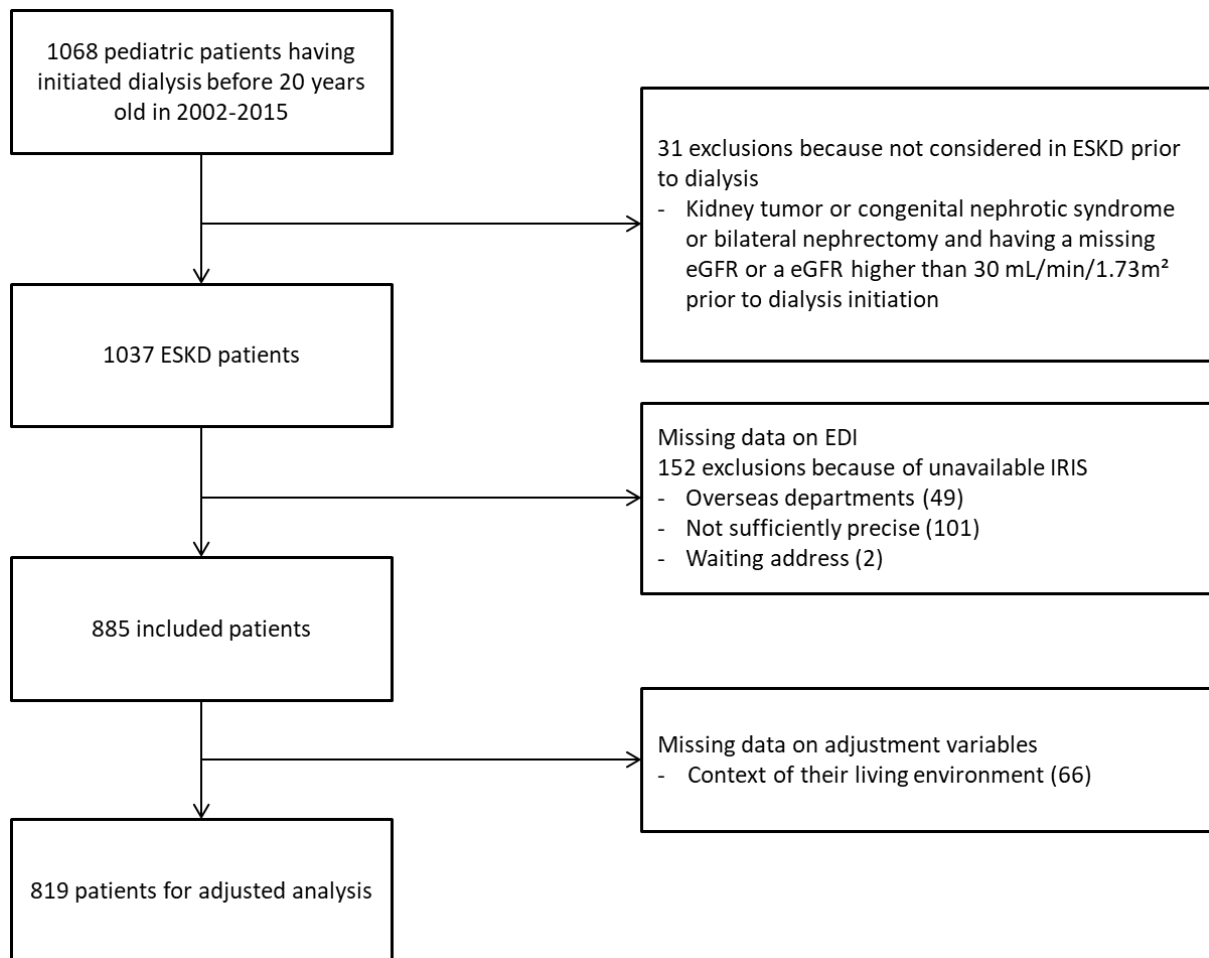 1068 pediatric patients having
initiated dialysis before 20 years
old in 2002-2015
31 exclusions because not considered in ESKD prior
to dialysis
- Kidney tumor or congenital nephrotic syndrome
or bilateral nephrectomy and having a missing
eGFR or a eGFR higher than 30 mL/min/1.73m²
prior to dialysis initiation
1037 ESKD patients
Missing data on EDI
152 exclusions because of unavailable IRIS
- Overseas departments (49)
- Not sufficiently precise (101)
- Waiting address (2)
885 included patients
Missing data on adjustment variables
- Context of their living environment (66)
819 patients for adjusted analysis